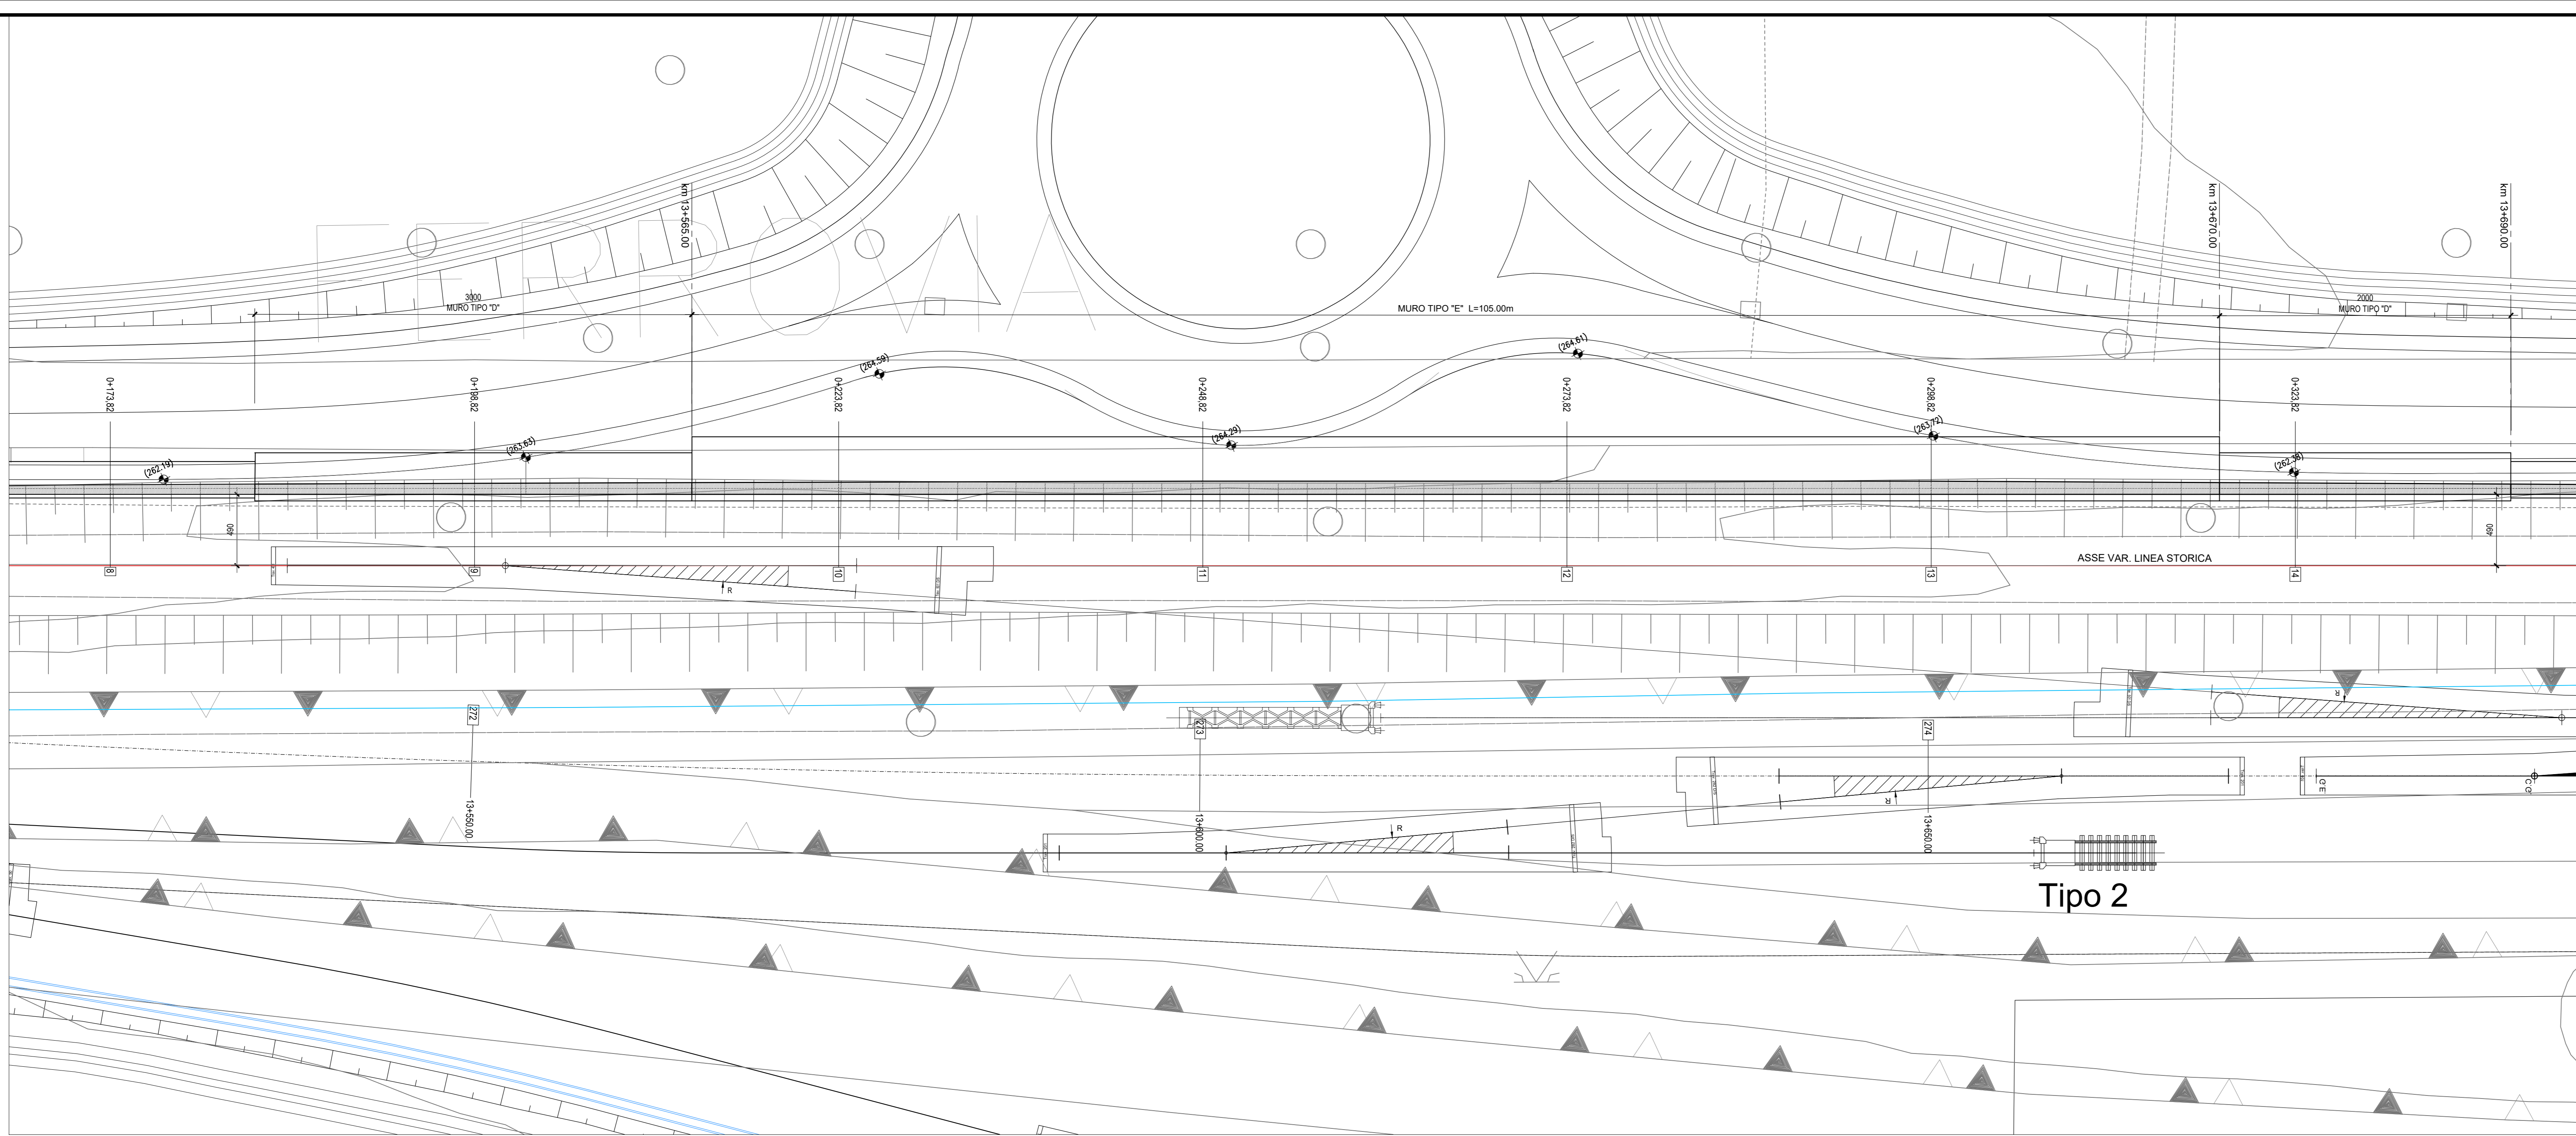 FERROVIA
km 13+565.00
km 13+670.00
km 13+690.00
3000
MURO TIPO "D"
MURO TIPO "E"  L=105.00m
2000
MURO TIPO "D"
(264.59)
(264.61)
0+173,82
0+198,82
0+223,82
0+248,82
0+273,82
0+298,82
0+323,82
(262.19)
(263.63)
(264.29)
(263.72)
(262.38)
490
490
ASSE VAR. LINEA STORICA
8
9
10
11
12
13
14
R
R
272
273
274
13+550.00
13+600.00
13+650.00
R
R
Tipo 2